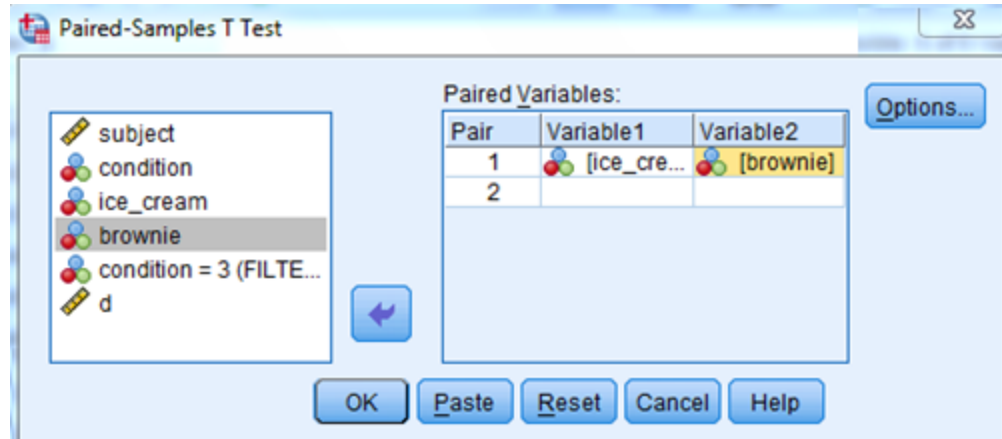 Paired-Samples T Test
Paired Variables:
Options...
subject
condition
ice_cream
brownie
condition = 3 (FILTE...
d
Pair Variable1 Variable2
1 [ice_cre... [brownie]
2
OK Paste Reset Cancel Help